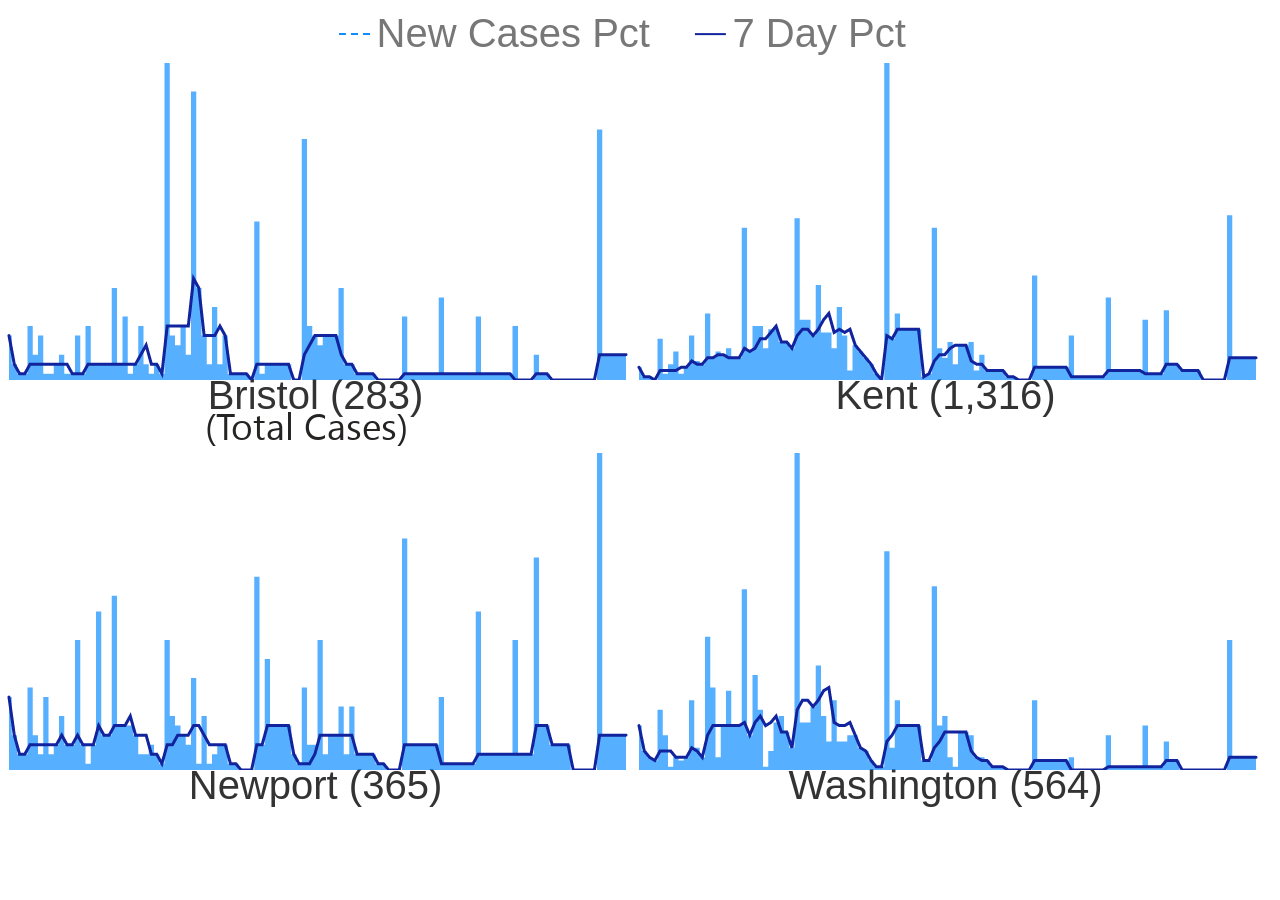 New Cases Pct 7 Day Pct
Bristol (283) Kent (1,316)
(Total Cases)
Newport (365) Washington (564)